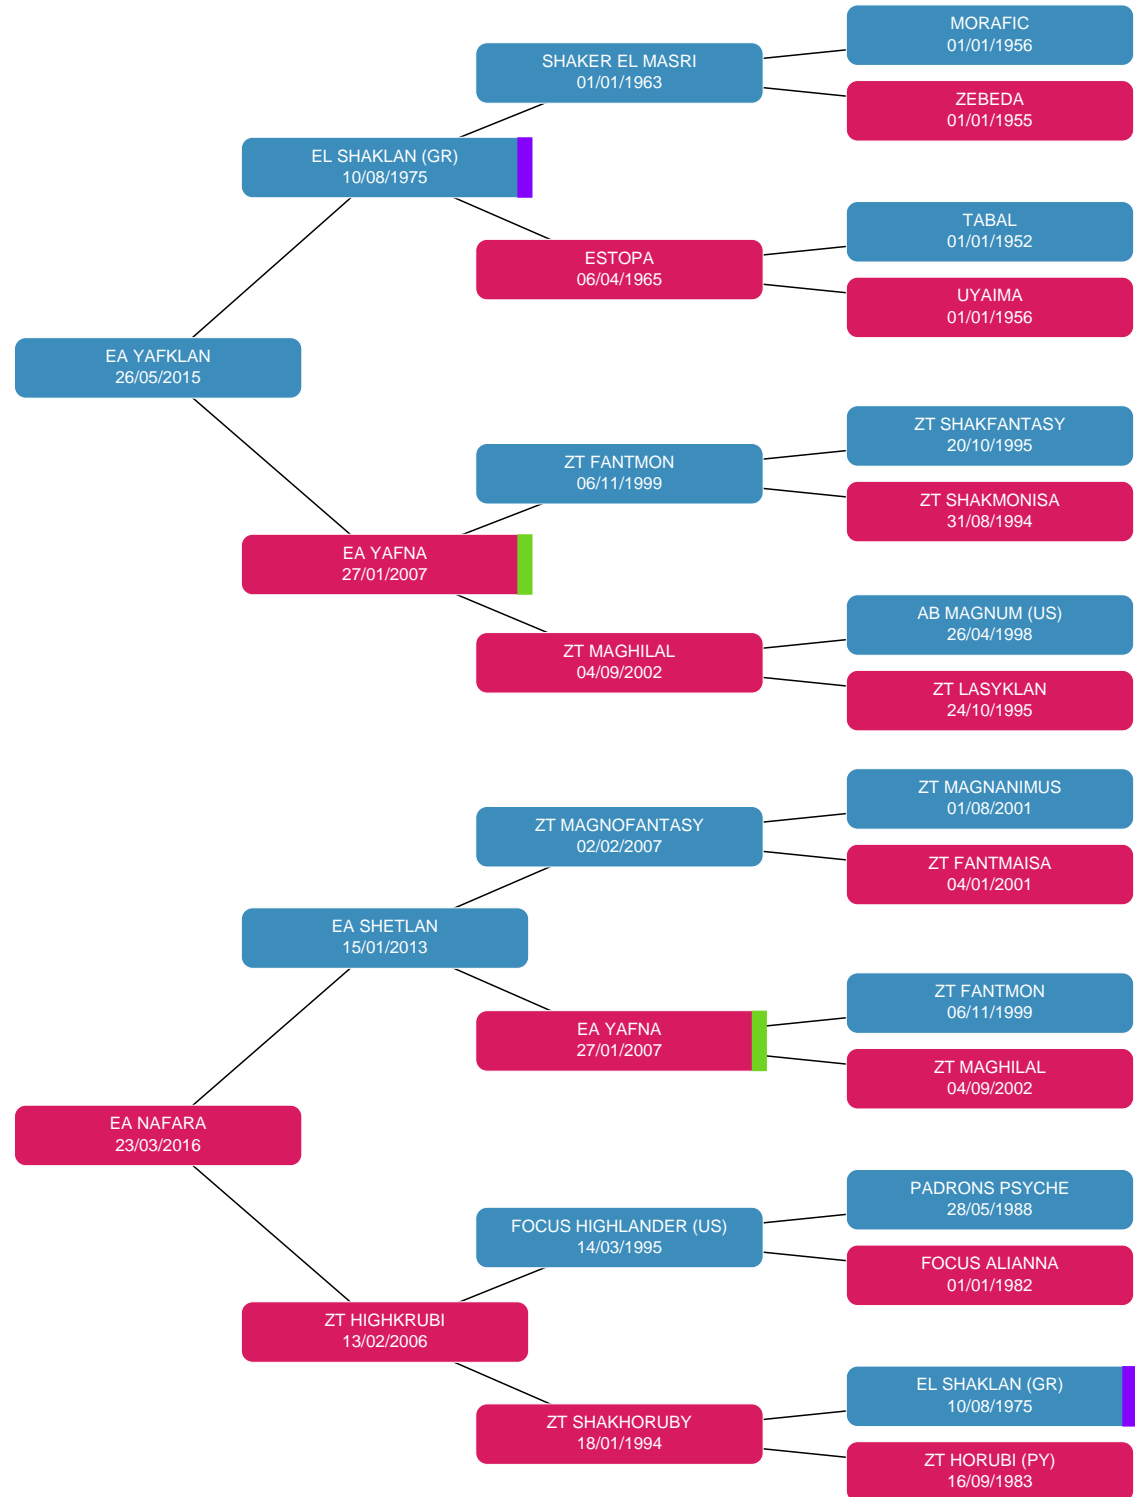 MORAFIC
01/01/1956
SHAKER EL MASRI
01/01/1963
ZEBEDA
01/01/1955
EL SHAKLAN (GR)
10/08/1975
TABAL
01/01/1952
ESTOPA
06/04/1965
UYAIMA
01/01/1956
EA YAFKLAN
26/05/2015
ZT SHAKFANTASY
20/10/1995
ZT FANTMON
06/11/1999
ZT SHAKMONISA
31/08/1994
EA YAFNA
27/01/2007
AB MAGNUM (US)
26/04/1998
ZT MAGHILAL
04/09/2002
ZT LASYKLAN
24/10/1995
ZT MAGNANIMUS
01/08/2001
ZT MAGNOFANTASY
02/02/2007
ZT FANTMAISA
04/01/2001
EA SHETLAN
15/01/2013
ZT FANTMON
06/11/1999
EA YAFNA
27/01/2007
ZT MAGHILAL
04/09/2002
EA NAFARA
23/03/2016
PADRONS PSYCHE
28/05/1988
FOCUS HIGHLANDER (US)
14/03/1995
FOCUS ALIANNA
01/01/1982
ZT HIGHKRUBI
13/02/2006
EL SHAKLAN (GR)
10/08/1975
ZT SHAKHORUBY
18/01/1994
ZT HORUBI (PY)
16/09/1983